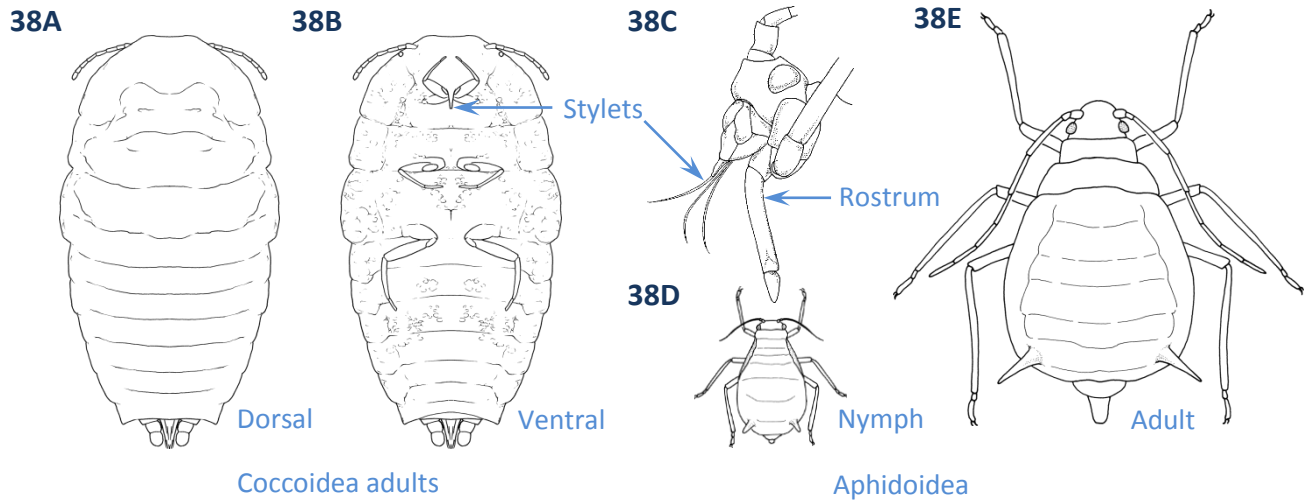 38A
38B
38C
38E
Stylets
Rostrum
38D
Dorsal
Ventral
Nymph
Adult
Coccoidea adults
Aphidoidea